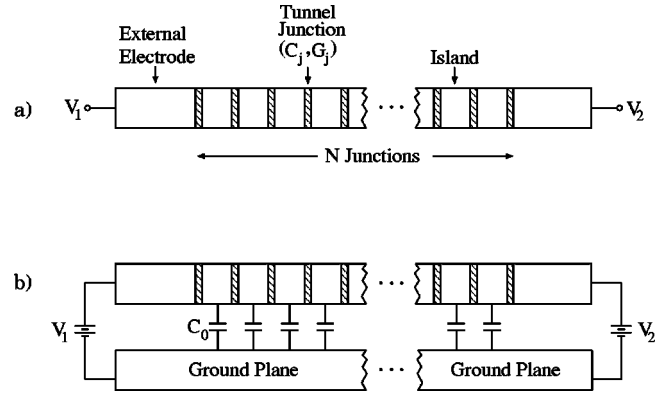 a)
External
Electrode
Tunnel
Junction
(C_j, G_j)
Island
V_1
V_2
N Junctions
b)
V_1
C_0
V_2
Ground Plane
Ground Plane